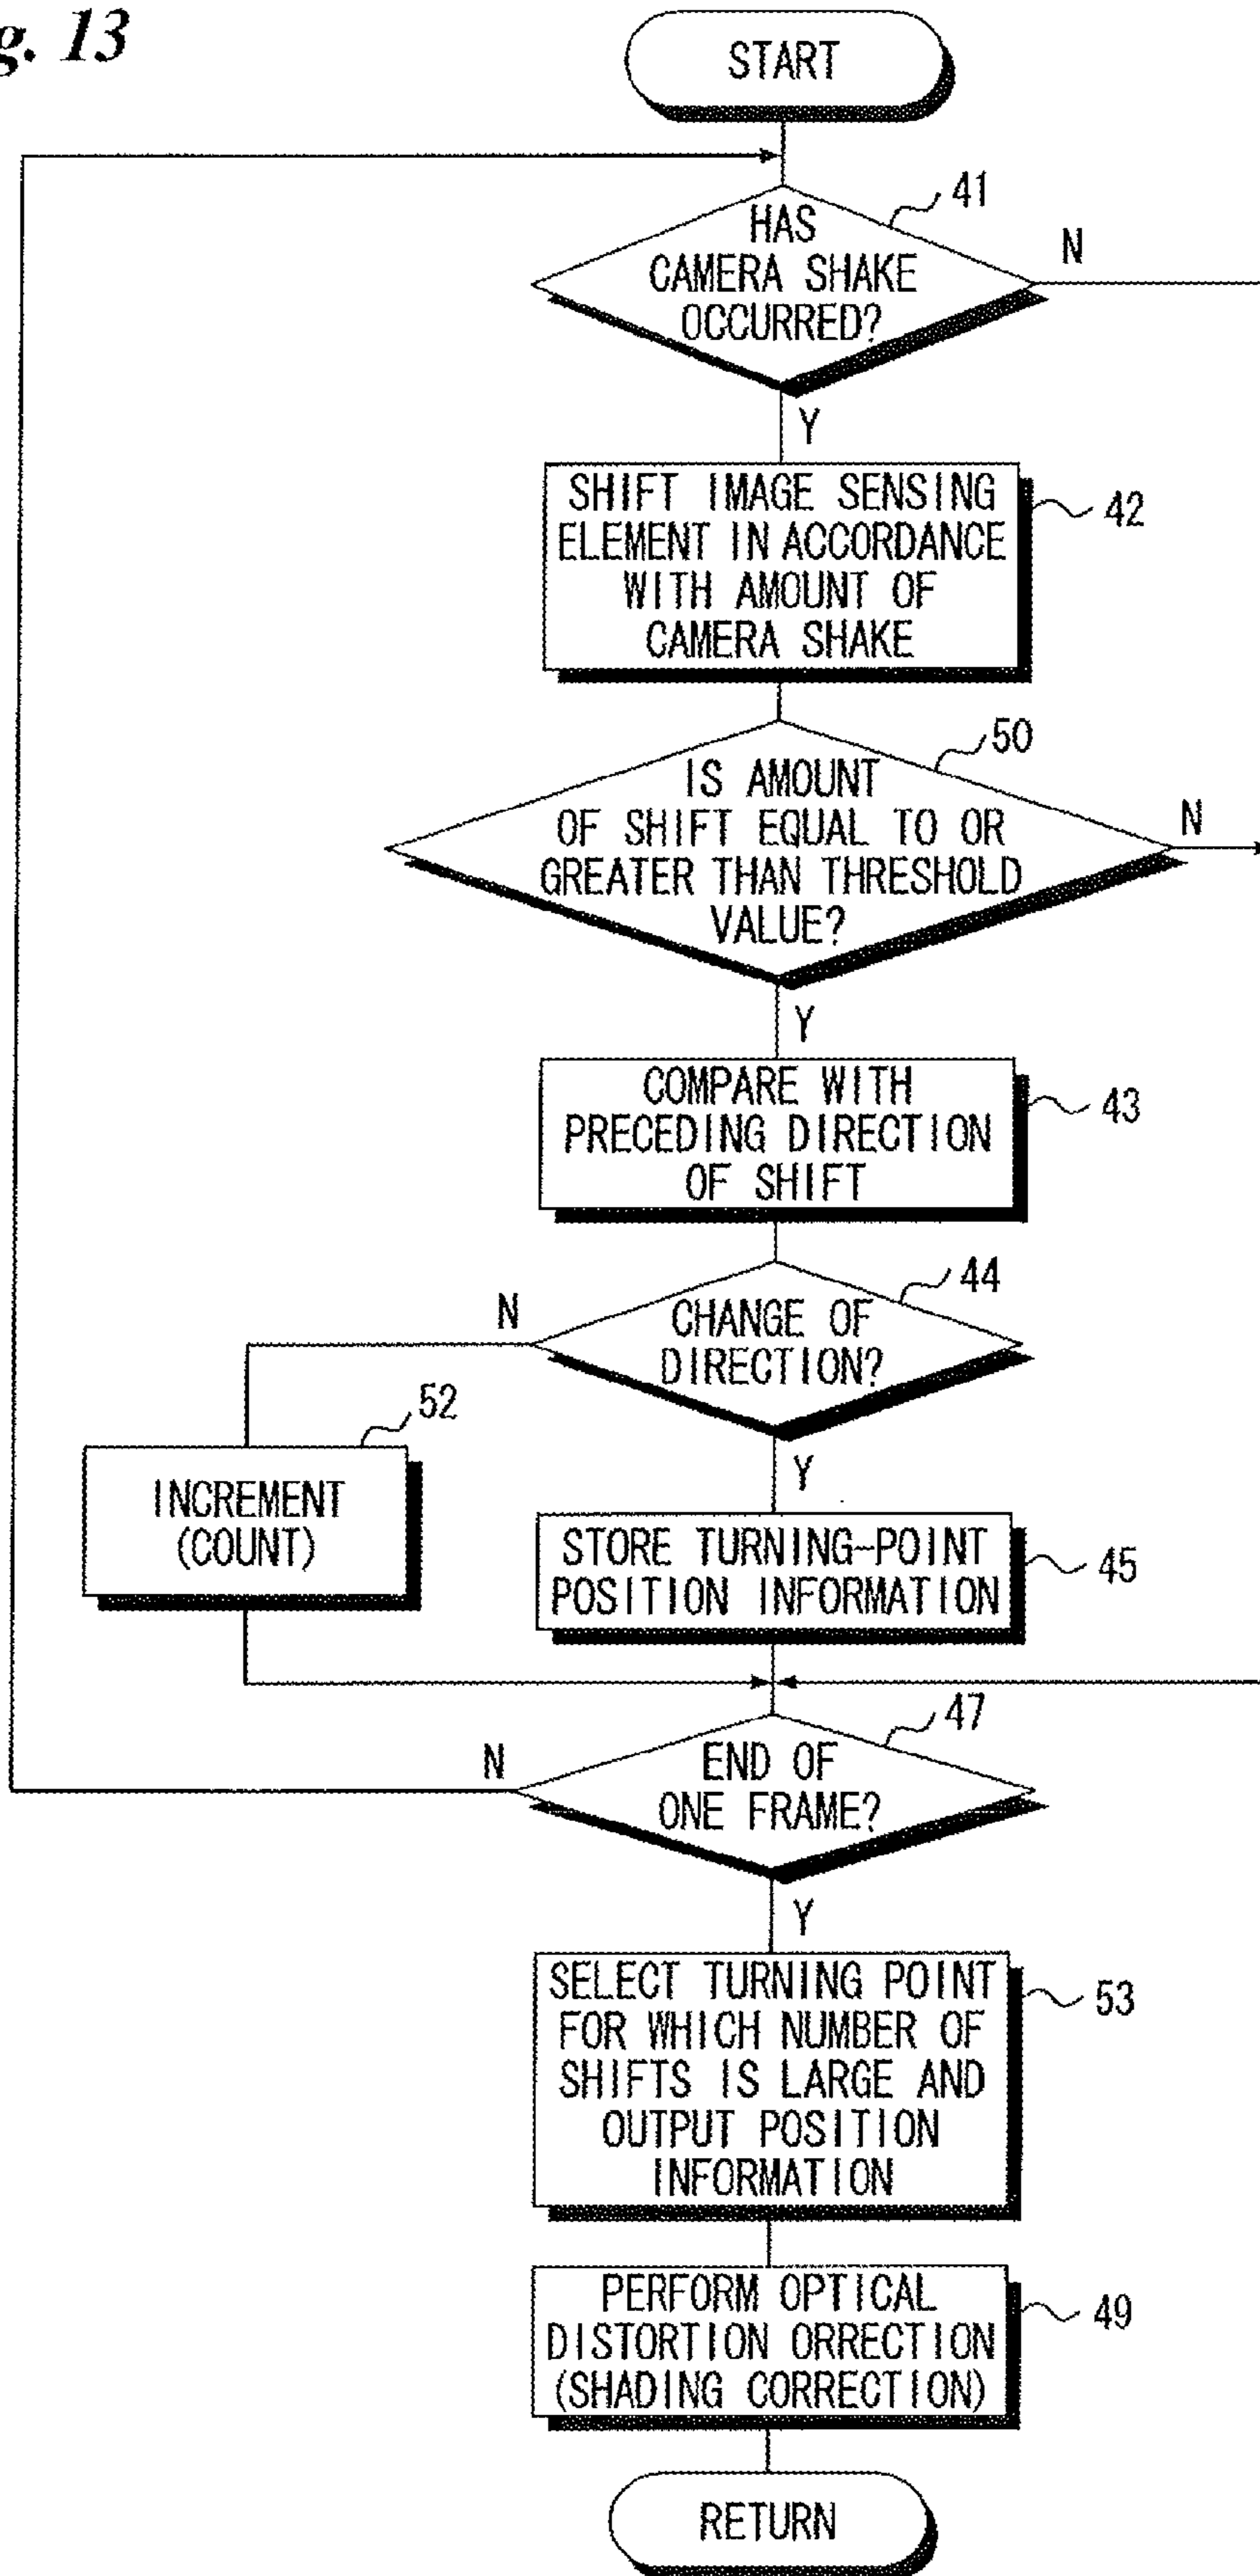 g. 13
START
41
HAS
CAMERA SHAKE
OCCURRED?
N
Y
SHIFT IMAGE SENSING
ELEMENT IN ACCORDANCE
WITH AMOUNT OF
CAMERA SHAKE
42
50
IS AMOUNT
OF SHIFT EQUAL TO OR
GREATER THAN THRESHOLD
VALUE?
N
Y
COMPARE WITH
PRECEDING DIRECTION
OF SHIFT
43
44
N
CHANGE OF
DIRECTION?
52
INCREMENT
(COUNT)
Y
STORE TURNING-POINT
POSITION INFORMATION
45
47
N
END OF
ONE FRAME?
Y
SELECT TURNING POINT
FOR WHICH NUMBER OF
SHIFTS IS LARGE AND
OUTPUT POSITION
INFORMATION
53
PERFORM OPTICAL
DISTORTION ORRECTION
(SHADING CORRECTION)
49
RETURN